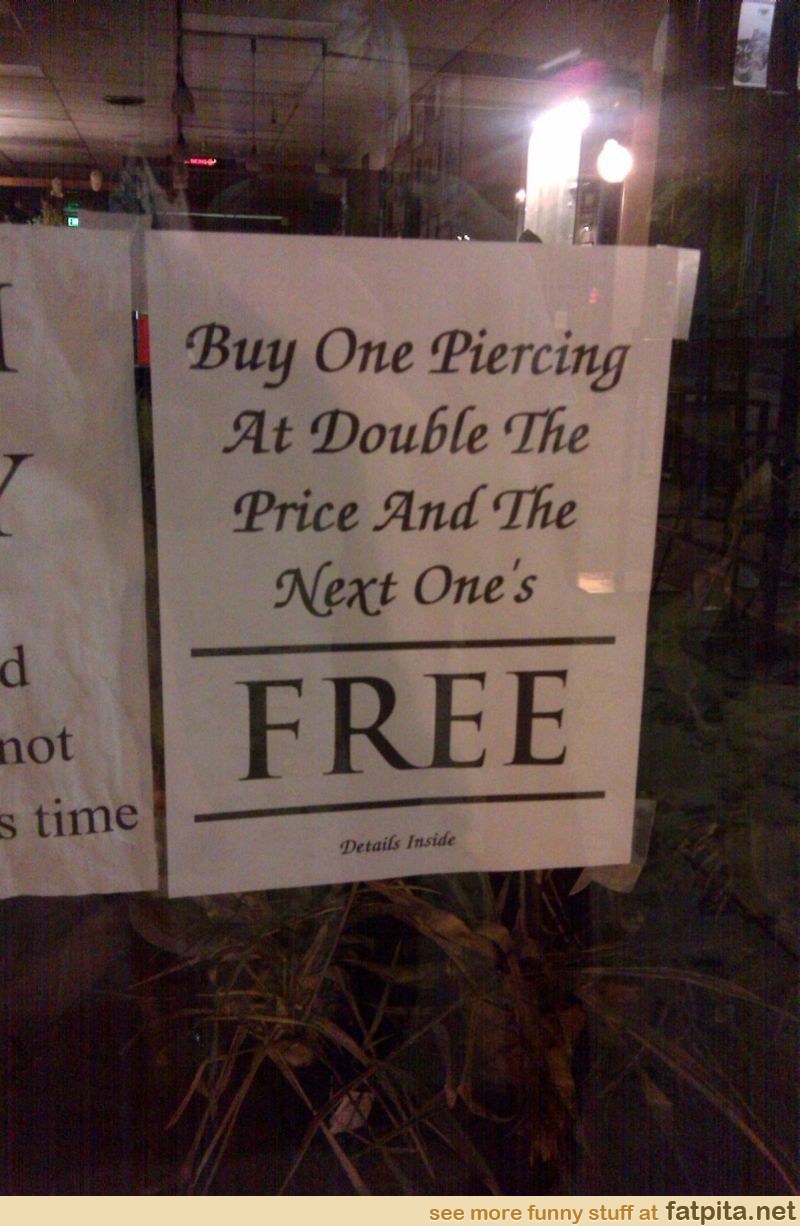 Buy One Piercing
At Double The
Price And The
Next One's
FREE
Details Inside
Y
d
not
s time
see more funny stuff at fatpita.net